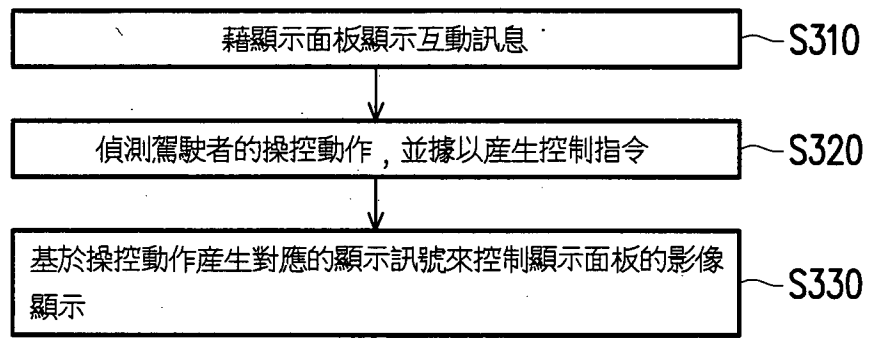 藉顯示面板顯示互動訊息
S310
偵測駕駛者的操控動作，並據以產生控制指令
S320
基於操控動作產生對應的顯示訊號來控制顯示面板的影像
顯示
S330